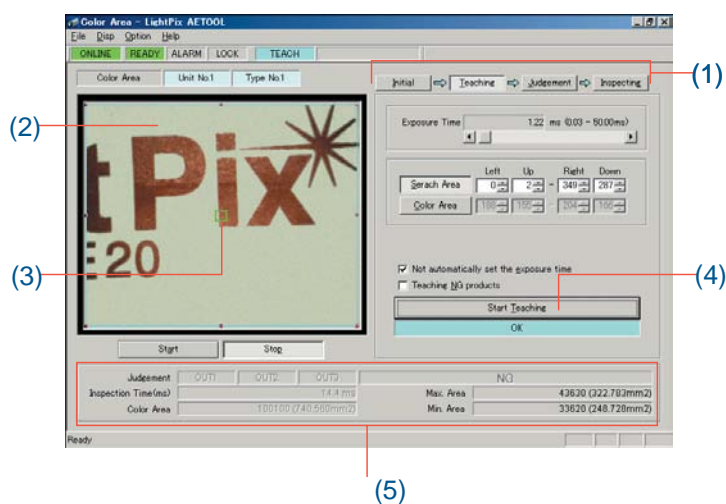 Color Area - LightPix AETOOL
File Disp Option Help
ONLINE READY ALARM LOCK TEACH
Color Area Unit No.1 Type No.1
Initial Teaching Judgement Inspecting
(1)
(2)
t Pix
E20
(3)
Exposure Time 1.22 ms (0.03 - 50.00ms)
Left Up Right Down
Serach Area 0 2 - 349 287
Color Area 188 155 - 204 166
Not automatically set the exposure time
Teaching NG products
(4)
Start Teaching
OK
Start Stop
Judgement OUT1 OUT2 OUT3 NG
Inspection Time(ms) 14.4 ms Max. Area 43630 (322.783mm2)
Color Area 100100 (740.560mm2) Min. Area 33620 (248.728mm2)
Ready
(5)